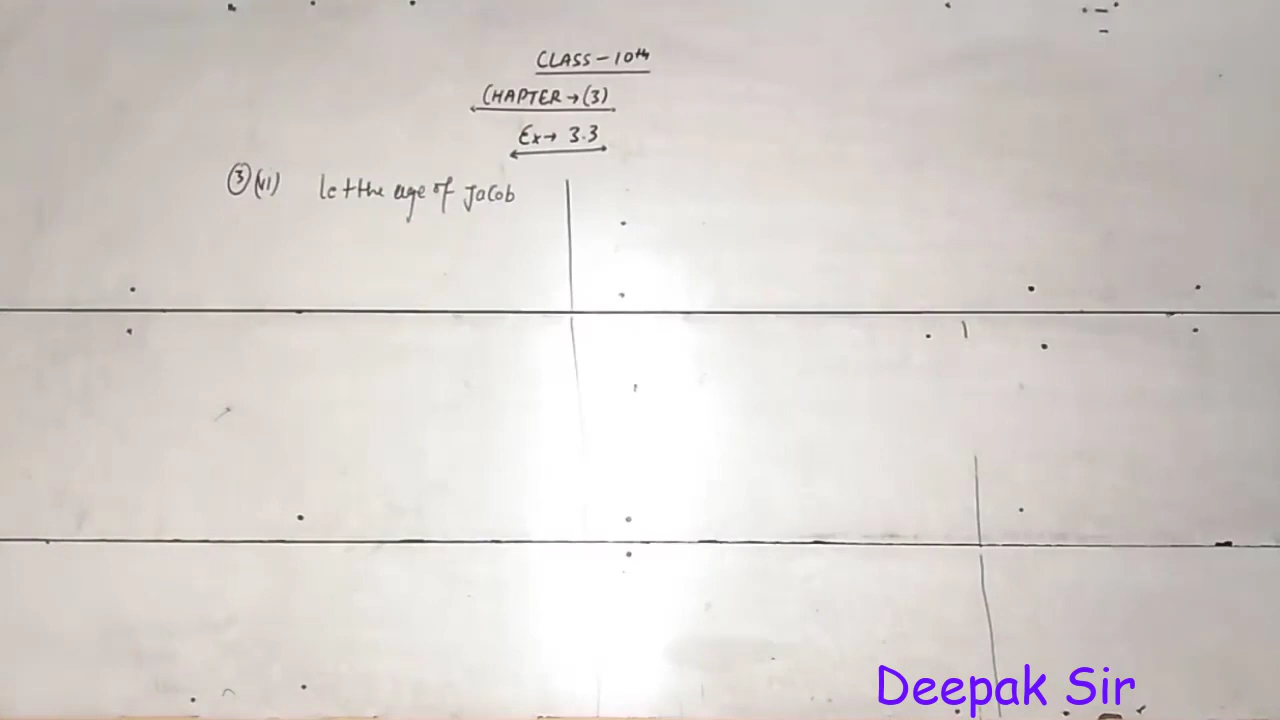 CLASS - 10th
CHAPTER → (3)
Ex → 3.3
③ (vi) let the age of Jacob
Deepak Sir